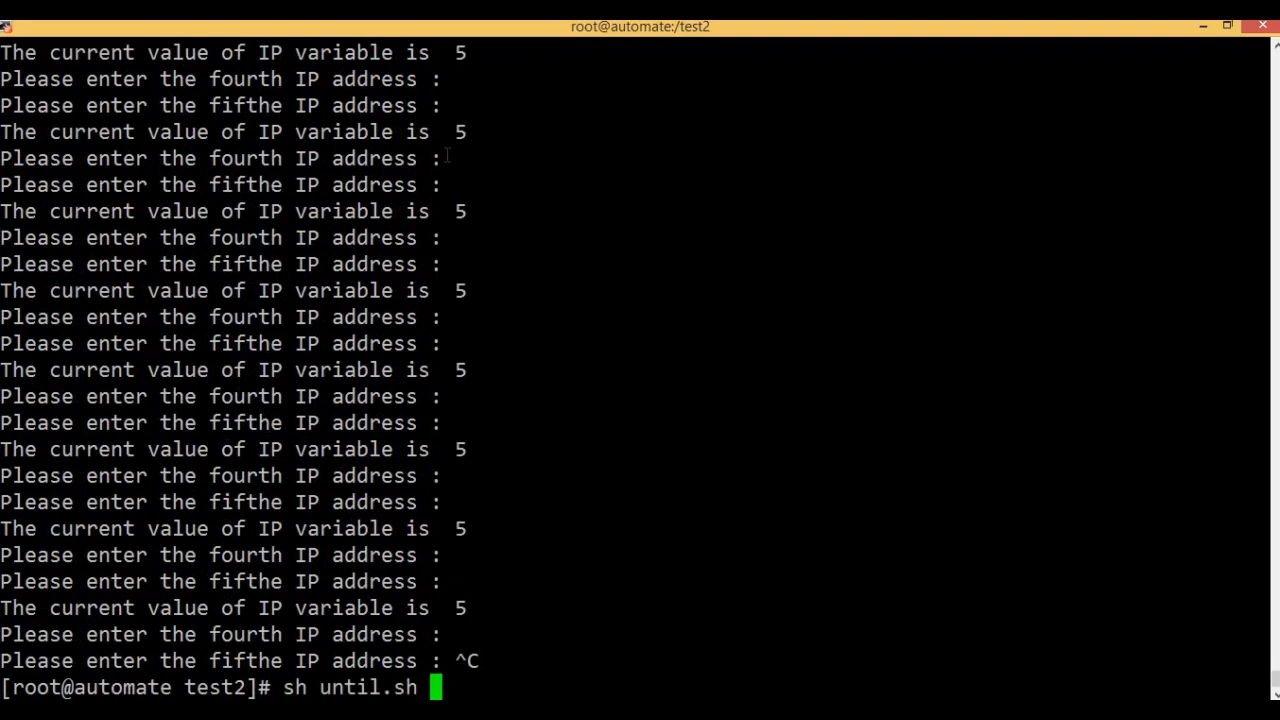 root@automate:/test2
The current value of IP variable is  5
Please enter the fourth IP address :
Please enter the fifthe IP address :
The current value of IP variable is  5
Please enter the fourth IP address :
Please enter the fifthe IP address :
The current value of IP variable is  5
Please enter the fourth IP address :
Please enter the fifthe IP address :
The current value of IP variable is  5
Please enter the fourth IP address :
Please enter the fifthe IP address :
The current value of IP variable is  5
Please enter the fourth IP address :
Please enter the fifthe IP address :
The current value of IP variable is  5
Please enter the fourth IP address :
Please enter the fifthe IP address :
The current value of IP variable is  5
Please enter the fourth IP address :
Please enter the fifthe IP address :
The current value of IP variable is  5
Please enter the fourth IP address :
Please enter the fifthe IP address : ^C
[root@automate test2]# sh until.sh